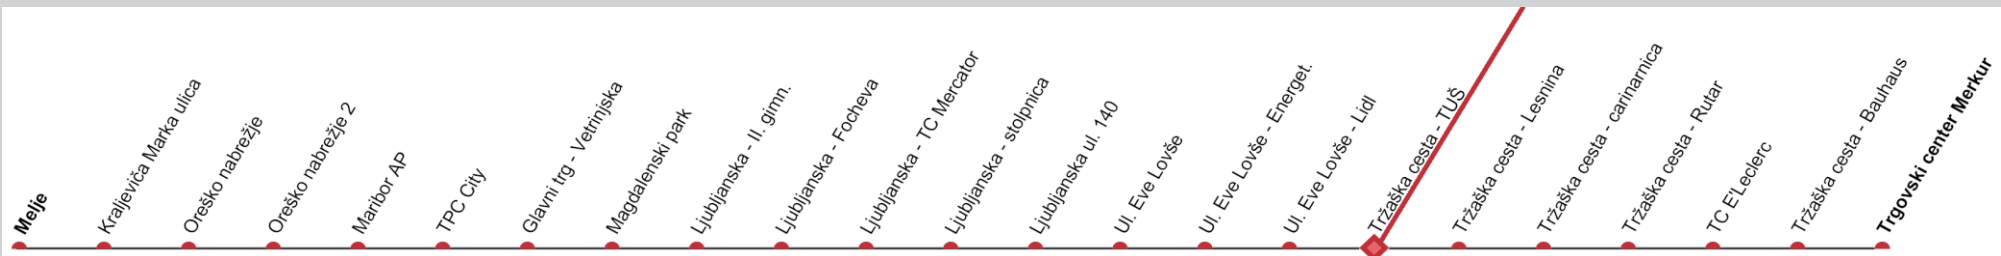 Melje
Kraljeviča Marka ulica
Oreško nabrežje
Oreško nabrežje 2
Maribor AP
TPC City
Glavni trg - Vetrinjska
Magdalenski park
Ljubljanska - II. gimn.
Ljubljanska - Focheva
Ljubljanska - TC Mercator
Ljubljanska - stolpnica
Ljubljanska ul. 140
Ul. Eve Lovše
Ul. Eve Lovše - Energet.
Ul. Eve Lovše - Lidl
Tržaška cesta - TUŠ
Tržaška cesta - Lesnina
Tržaška cesta - carinarnica
Tržaška cesta - Rutar
TC E'Leclerc
Tržaška cesta - Bauhaus
Trgovski center Merkur